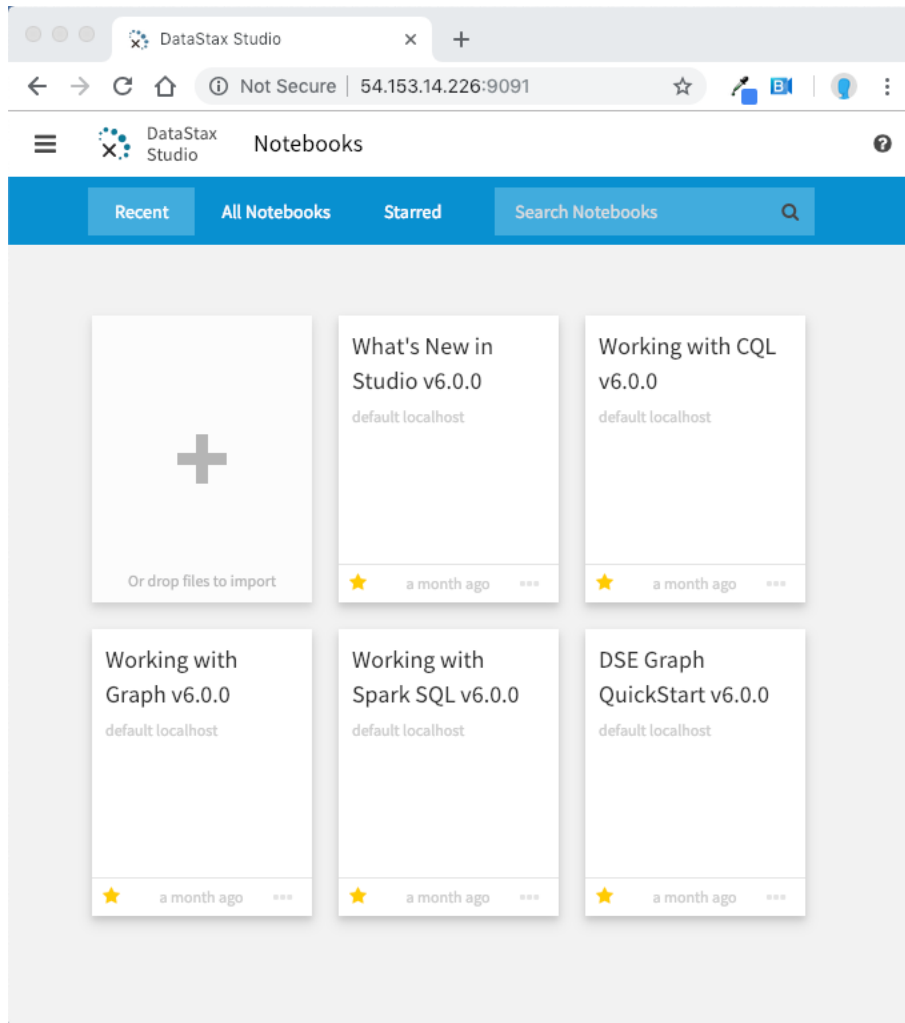 DataStax Studio
Not Secure | 54.153.14.226:9091
DataStax
Studio
Notebooks
Recent
All Notebooks
Starred
Search Notebooks
Or drop files to import
What's New in
Studio v6.0.0
default localhost
a month ago
Working with CQL
v6.0.0
default localhost
a month ago
Working with
Graph v6.0.0
default localhost
a month ago
Working with
Spark SQL v6.0.0
default localhost
a month ago
DSE Graph
QuickStart v6.0.0
default localhost
a month ago